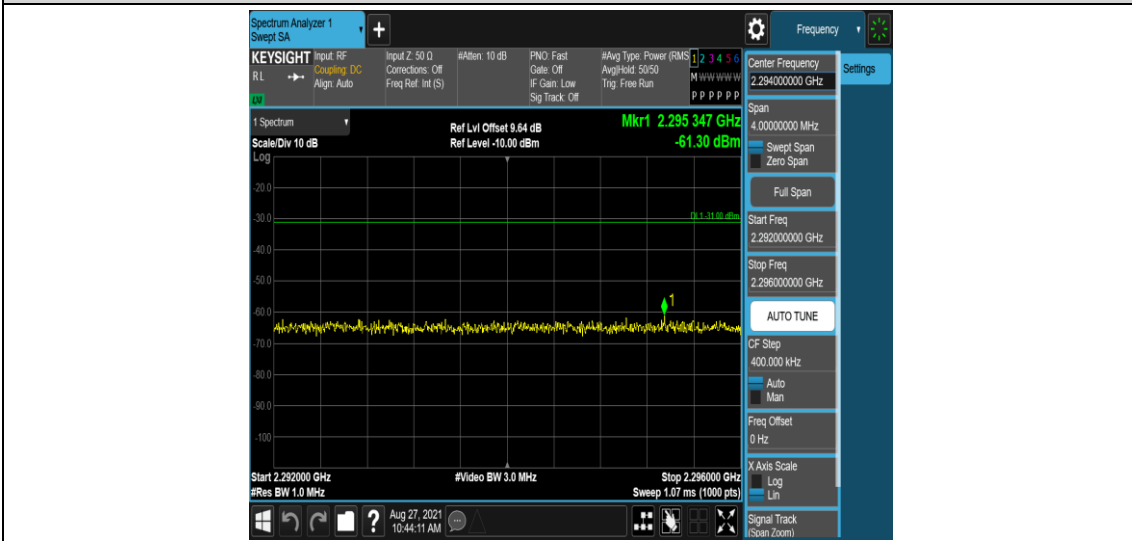 Spectrum Analyzer 1
Swept SA
+
Frequency
KEYSIGHT
RL
LXI
Input: RF
Coupling: DC
Align: Auto
Input Z: 50 Ω
Corrections: Off
Freq Ref: Int (S)
#Atten: 10 dB
PNO: Fast
Gate: Off
IF Gain: Low
Sig Track: Off
#Avg Type: Power (RMS
Avg|Hold: 50/50
Trig: Free Run
1 2 3 4 5 6
M W W W W W
P P P P P P
1 Spectrum
Scale/Div 10 dB
Log
Ref Lvl Offset 9.64 dB
Ref Level -10.00 dBm
Mkr1 2.295 347 GHz
-61.30 dBm
-20.0
-30.0
DL1 -31.00 dBm
-40.0
-50.0
-60.0
1
-70.0
-80.0
-90.0
-100
Start 2.292000 GHz
#Res BW 1.0 MHz
#Video BW 3.0 MHz
Stop 2.296000 GHz
Sweep 1.07 ms (1000 pts)
Center Frequency
2.294000000 GHz
Settings
Span
4.00000000 MHz
Swept Span
Zero Span
Full Span
Start Freq
2.292000000 GHz
Stop Freq
2.296000000 GHz
AUTO TUNE
CF Step
400.000 kHz
Auto
Man
Freq Offset
0 Hz
X Axis Scale
Log
Lin
Signal Track
(Span Zoom)
?
Aug 27, 2021
10:44:11 AM